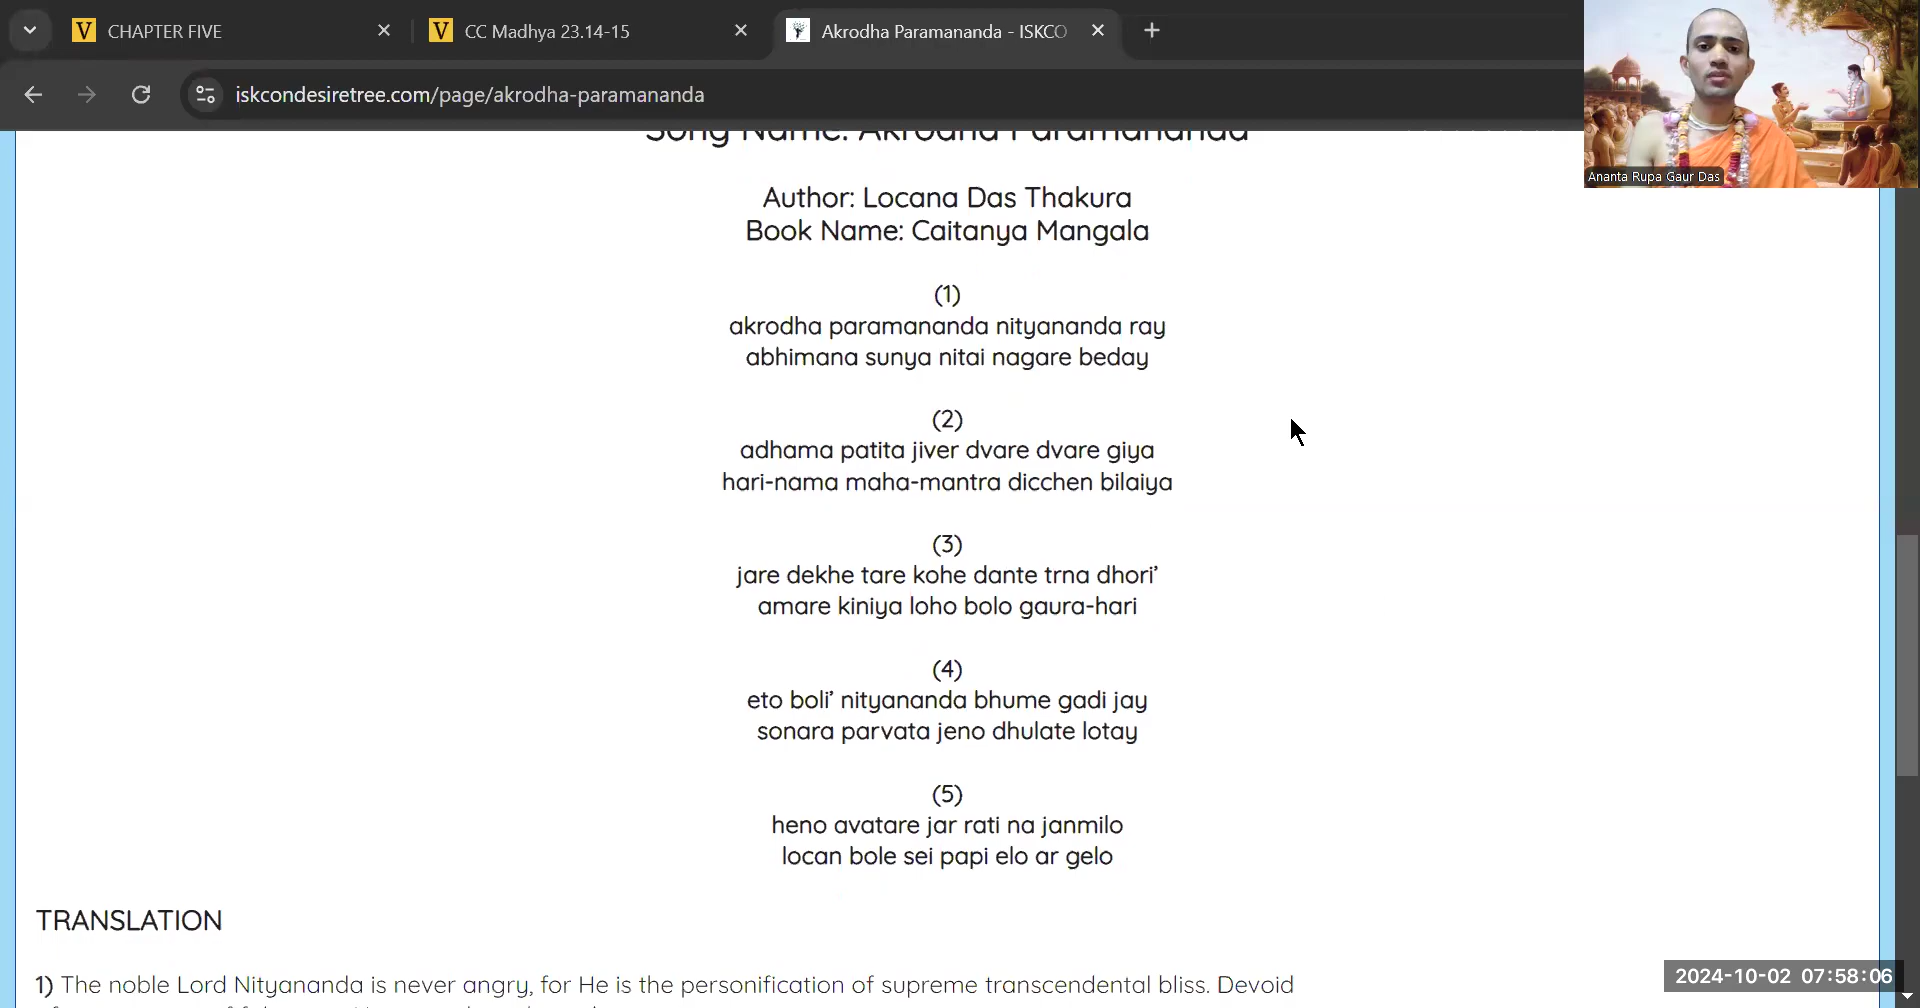 CHAPTER FIVE
CC Madhya 23.14-15
Akrodha Paramananda - ISKCO
iskcondesiretree.com/page/akrodha-paramananda
Ananta Rupa Gaur Das
Song Name: Akrodha Paramananda
Author: Locana Das Thakura
Book Name: Caitanya Mangala
(1)
akrodha paramananda nityananda ray
abhimana sunya nitai nagare beday
(2)
adhama patita jiver dvare dvare giya
hari-nama maha-mantra dicchen bilaiya
(3)
jare dekhe tare kohe dante trna dhori’
amare kiniya loho bolo gaura-hari
(4)
eto boli’ nityananda bhume gadi jay
sonara parvata jeno dhulate lotay
(5)
heno avatare jar rati na janmilo
locan bole sei papi elo ar gelo
TRANSLATION
1) The noble Lord Nityananda is never angry, for He is the personification of supreme transcendental bliss. Devoid
2024-10-02 07:58:06